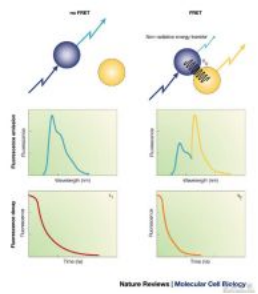 no FRET
FRET
Non-radiative energy transfer
Fluorescence emission
Fluorescence
Wavelength (nm)
Fluorescence
Wavelength (nm)
Fluorescence decay
Fluorescence
Time (ns)
Fluorescence
Time (ns)
Nature Reviews | Molecular Cell Biology